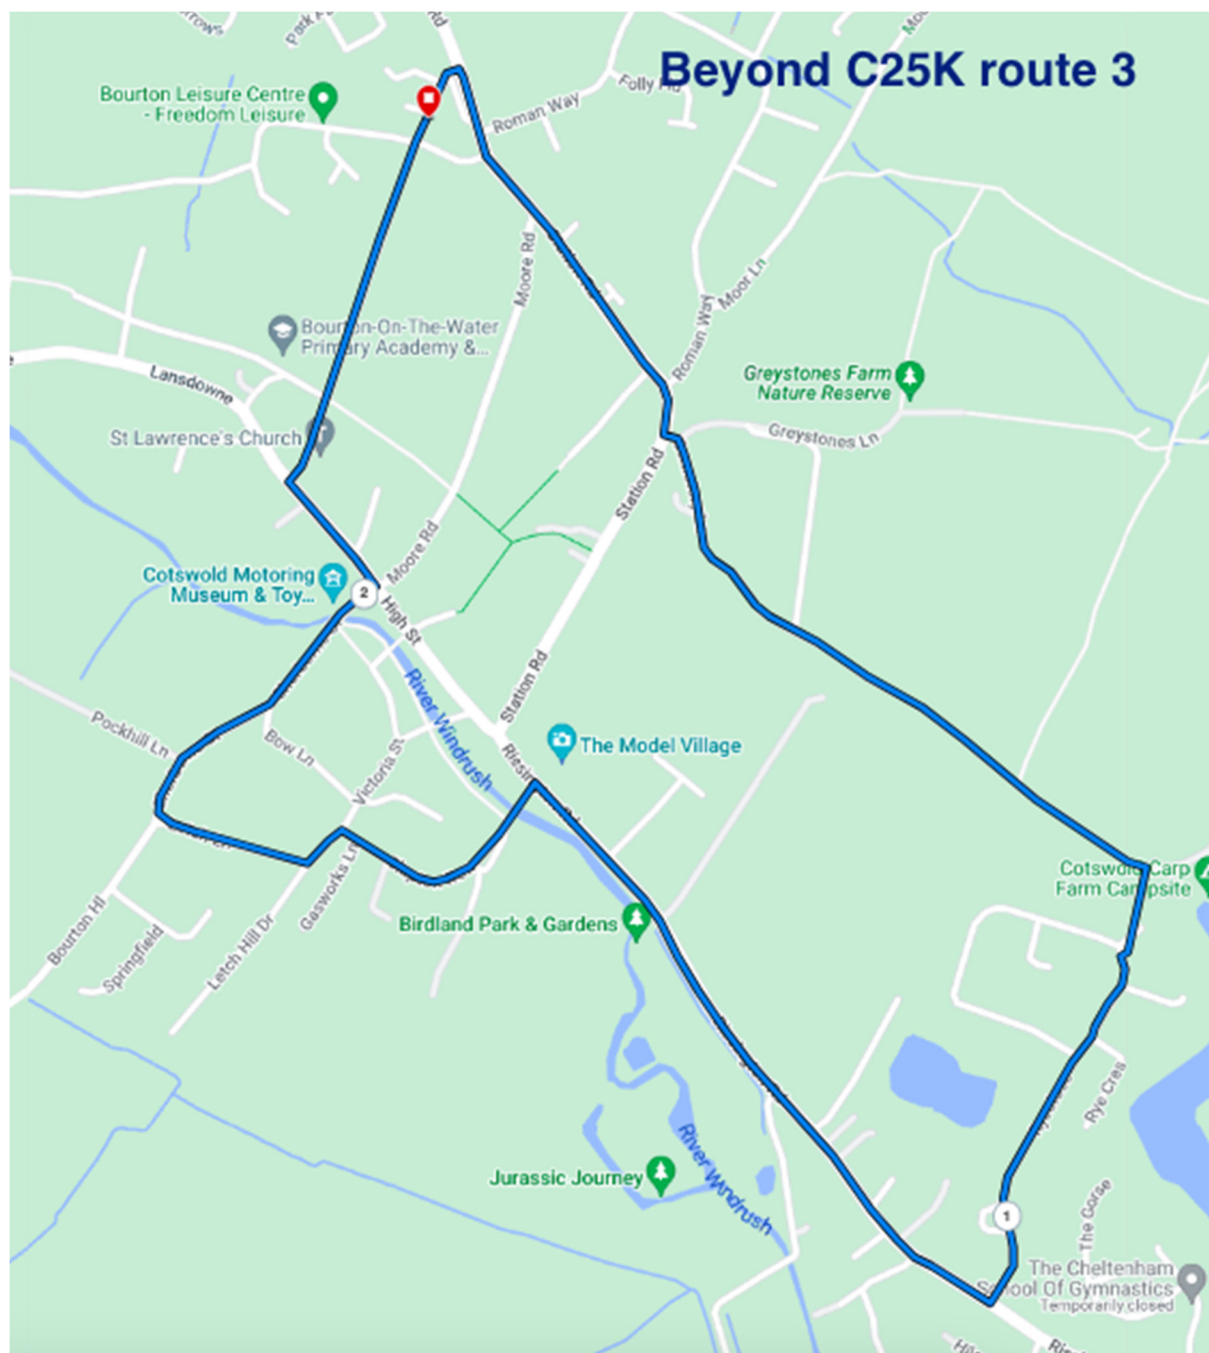 Beyond C25K route 3
Park
Rd
Folly
Bourton Leisure Centre
- Freedom Leisure
Roman Way
Moore Rd
Moor Ln
Roman Way
Bourton-On-The-Water
Primary Academy &...
Lansdowne
Greystones Farm
Nature Reserve
St Lawrence's Church
Greystones Ln
Station Rd
Moore Rd
Cotswold Motoring
Museum & Toy...
2
High St
Station Rd
River Windrush
Pockhill Ln
Bow Ln
Victoria St
The Model Village
Cotswold Carp
Farm Campsite
Gasworks Ln
Bourton Hl
Springfield
Letch Hill Dr
Birdland Park & Gardens
Rye Cres
River Windrush
Jurassic Journey
1
The Gorse
The Cheltenham
School Of Gymnastics
Temporarily closed